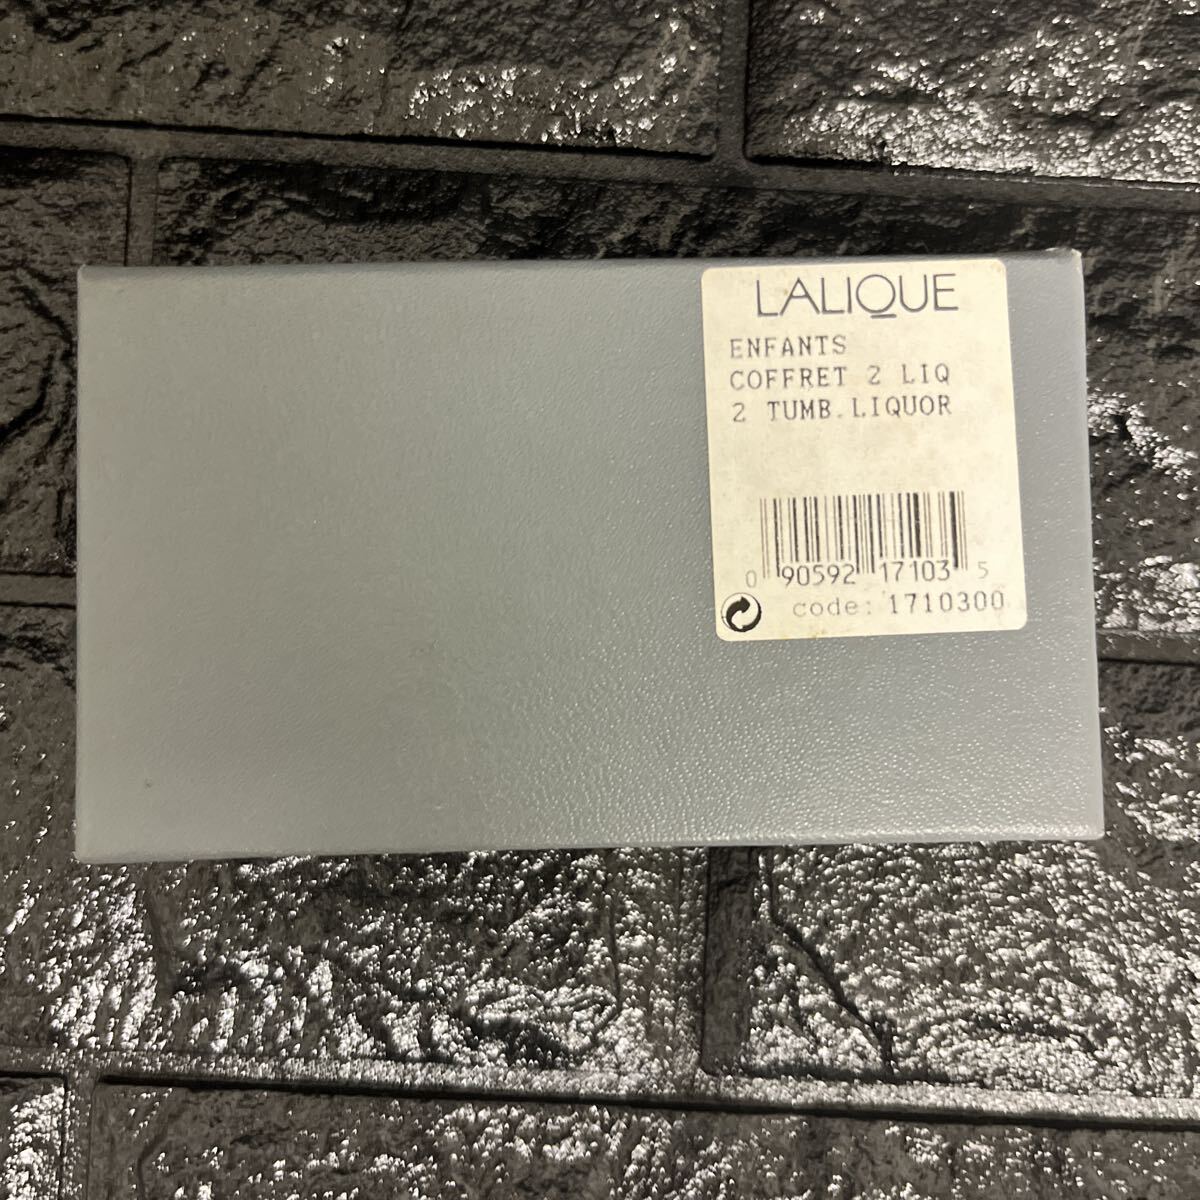 LALIQUE
ENFANTS
COFFRET 2 LIQ
2 TUMB.LIQUOR
0 90592 17103 5
code: 1710300